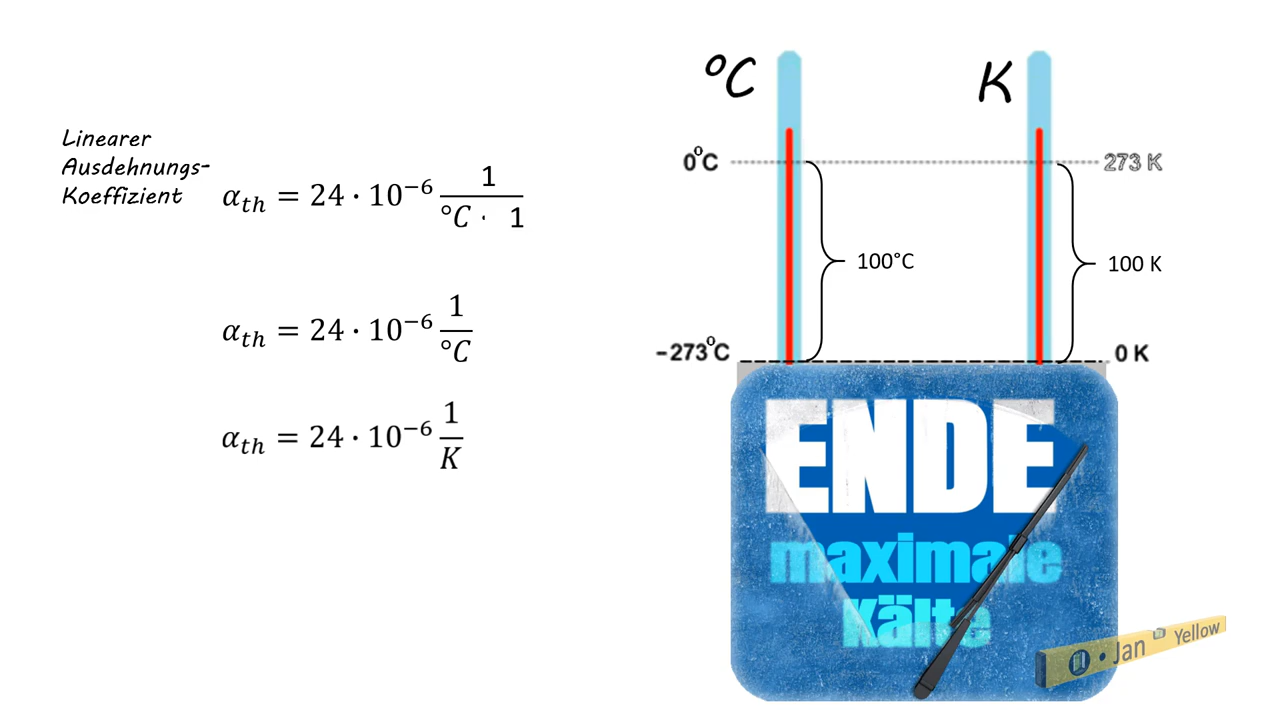 Linearer
Ausdehnungs-
Koeffizient
α_th = 24 · 10⁻⁶ 1/(°C · 1)
α_th = 24 · 10⁻⁶ 1/°C
α_th = 24 · 10⁻⁶ 1/K
°C
K
0°C
273 K
100°C
100 K
-273°C
0 K
ENDE
maximale
Kälte
Jan Yellow